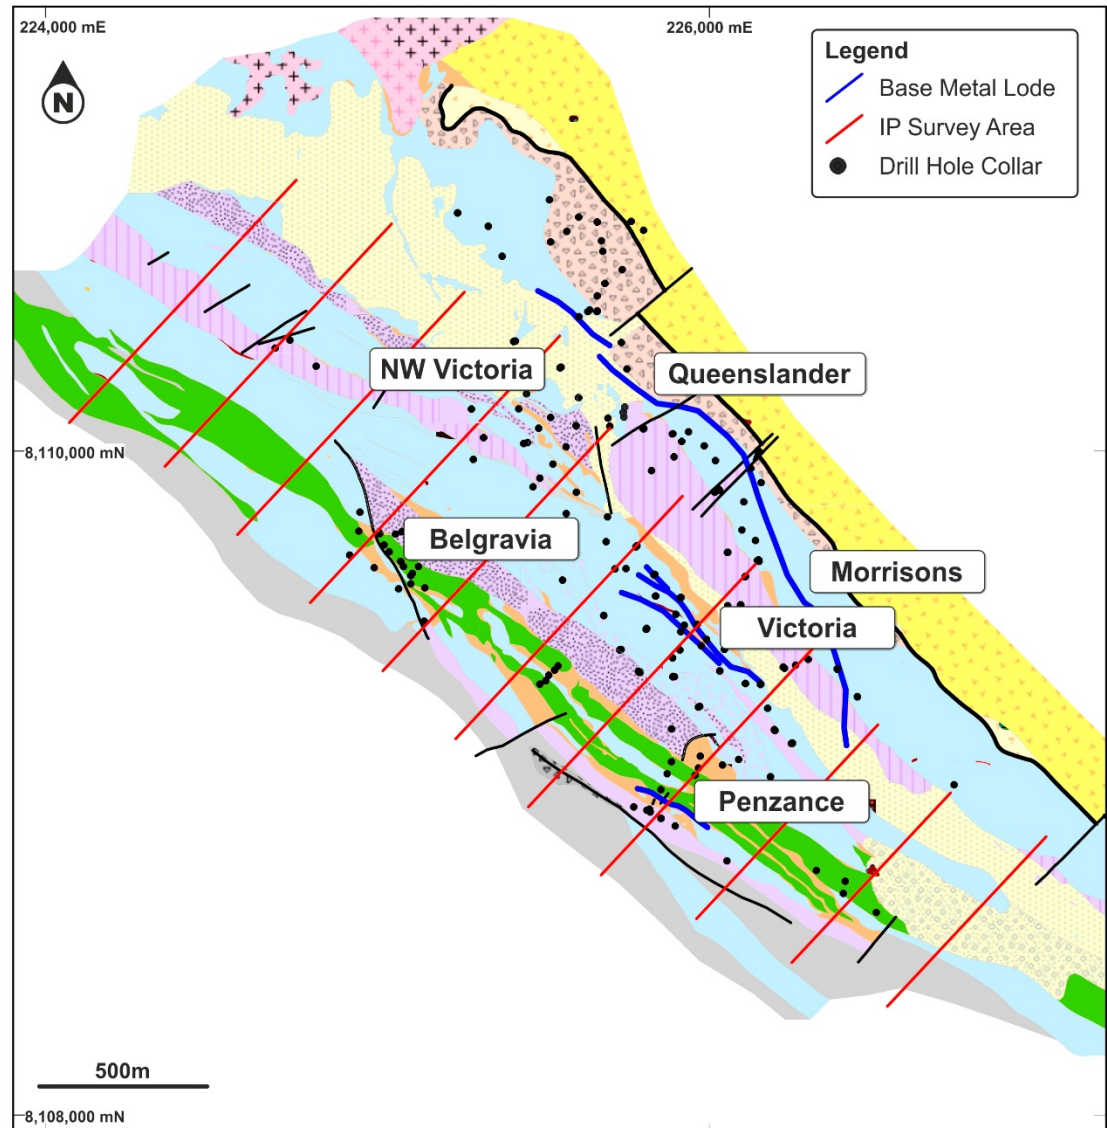 224,000 mE
226,000 mE
Legend
Base Metal Lode
IP Survey Area
Drill Hole Collar
N
NW Victoria
Queenslander
8,110,000 mN
Belgravia
Morrisons
Victoria
Penzance
500m
8,108,000 mN